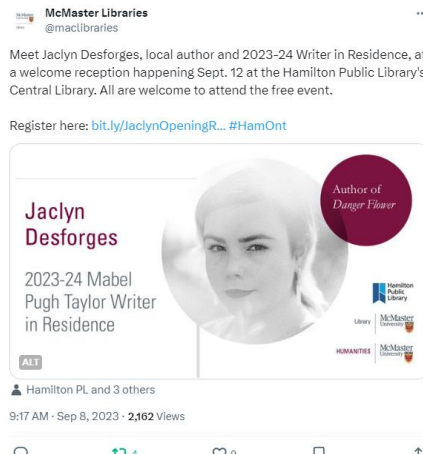 McMaster Libraries
@maclibraries
Meet Jaclyn Desforges, local author and 2023-24 Writer in Residence, at
a welcome reception happening Sept. 12 at the Hamilton Public Library's
Central Library. All are welcome to attend the free event.
Register here: bit.ly/JaclynOpeningR... #HamOnt
Author of
Danger Flower
Jaclyn
Desforges
2023-24 Mabel
Pugh Taylor Writer
in Residence
Hamilton
Public
Library
Library
McMaster
University
HUMANITIES
McMaster
University
ALT
Hamilton PL and 3 others
9:17 AM · Sep 8, 2023 · 2,162 Views
4
9